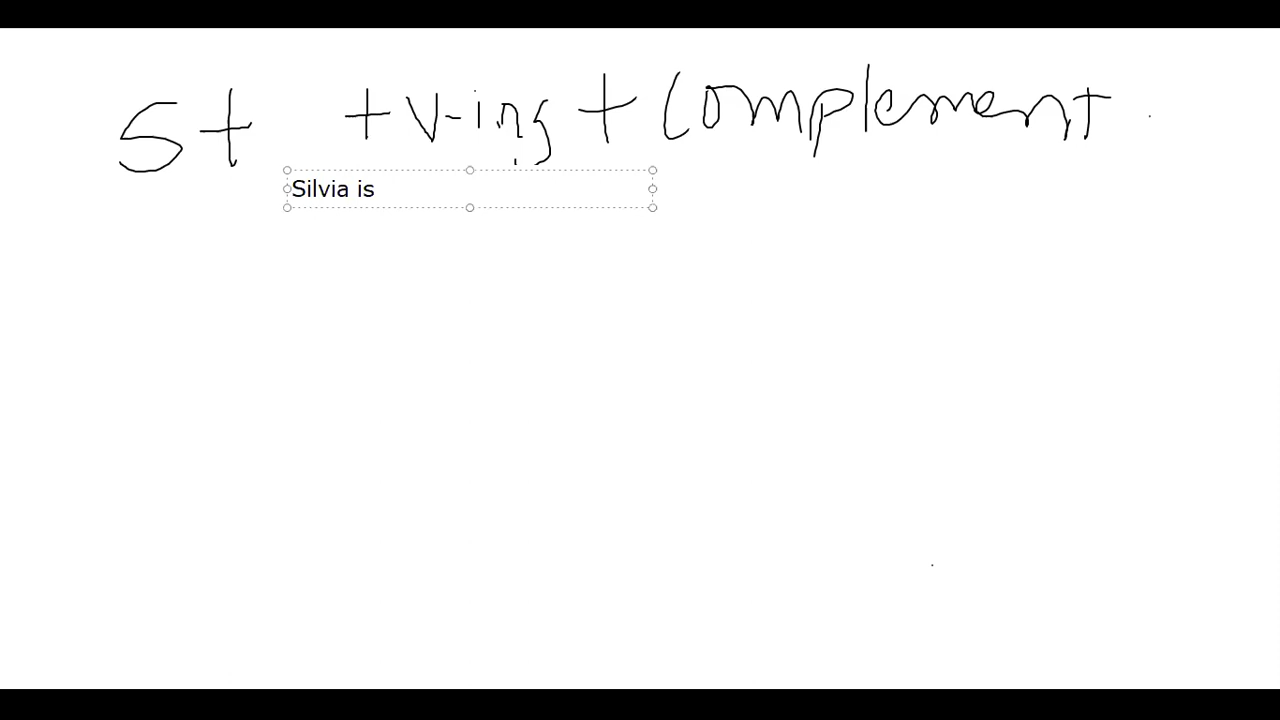 S + + V-ing + Complement
Silvia is